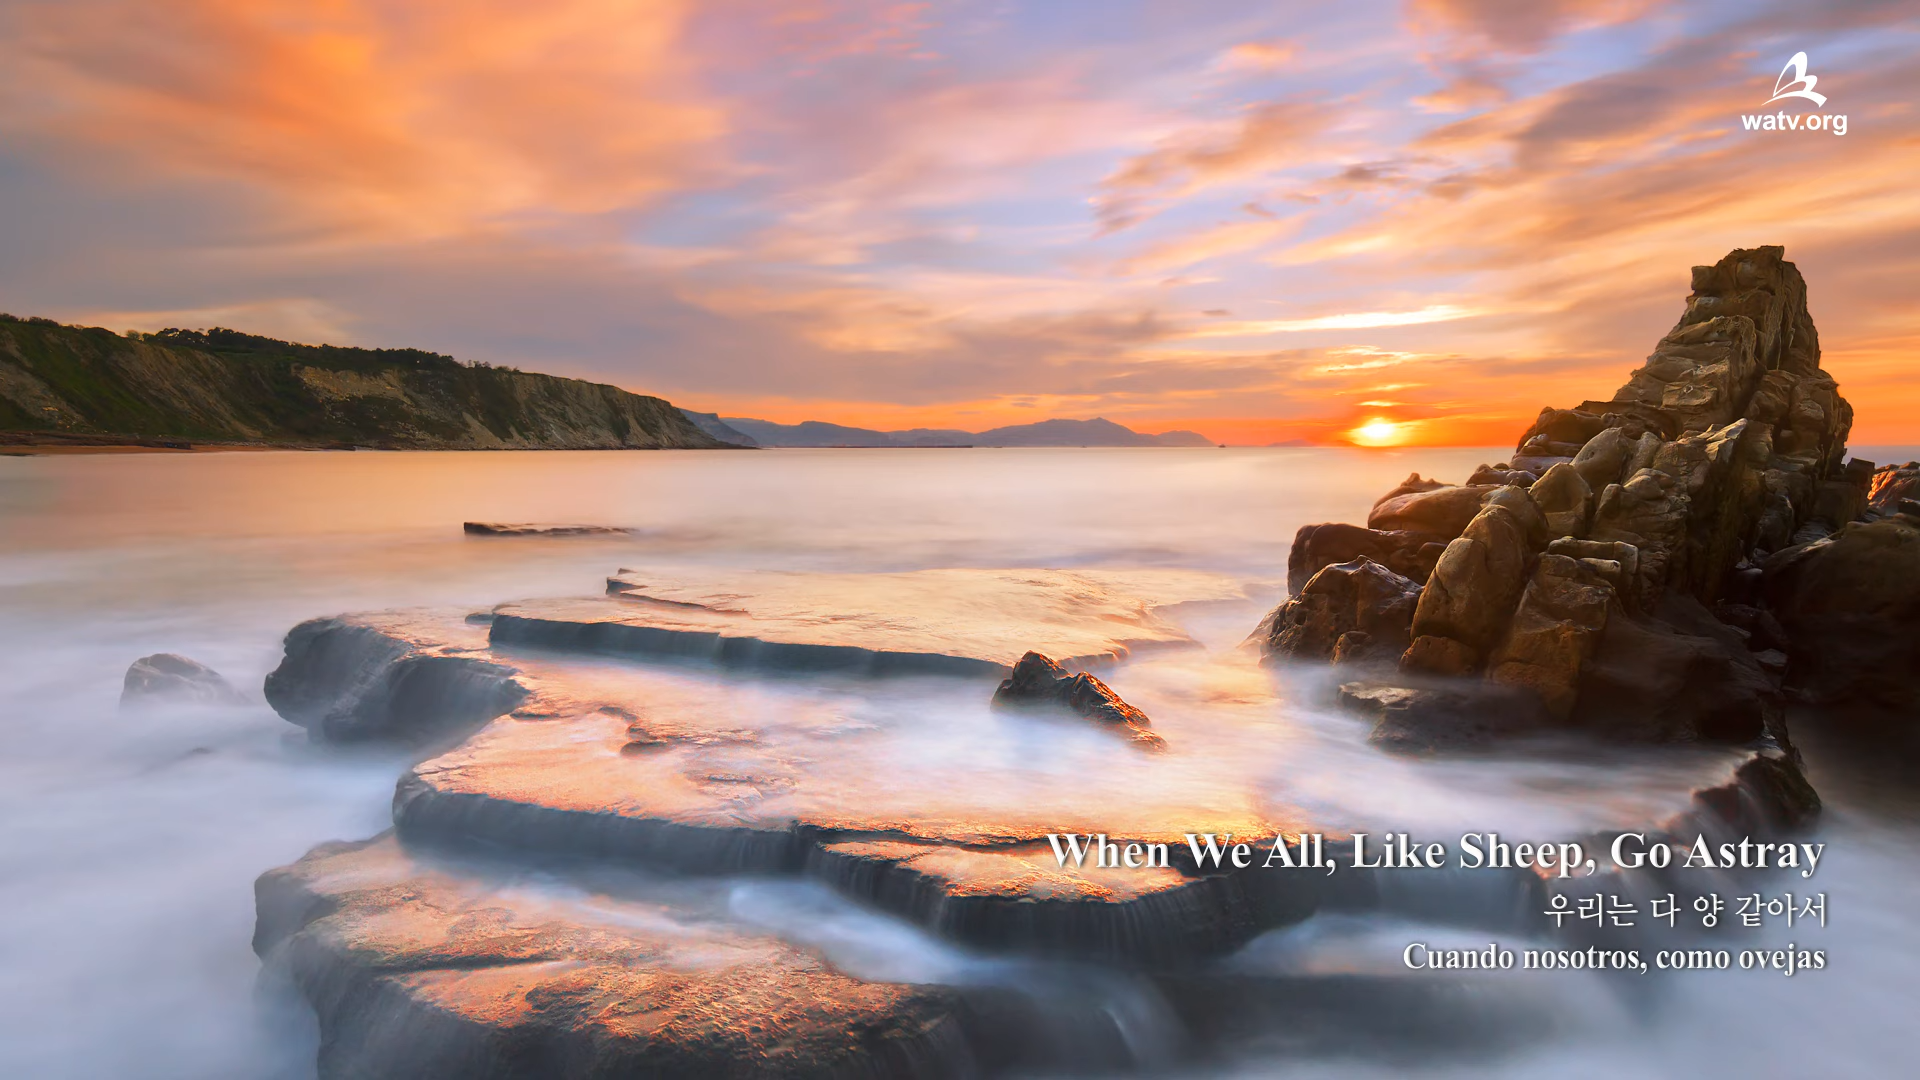 watv.org
When We All, Like Sheep, Go Astray
우리는 다 양 같아서
Cuando nosotros, como ovejas